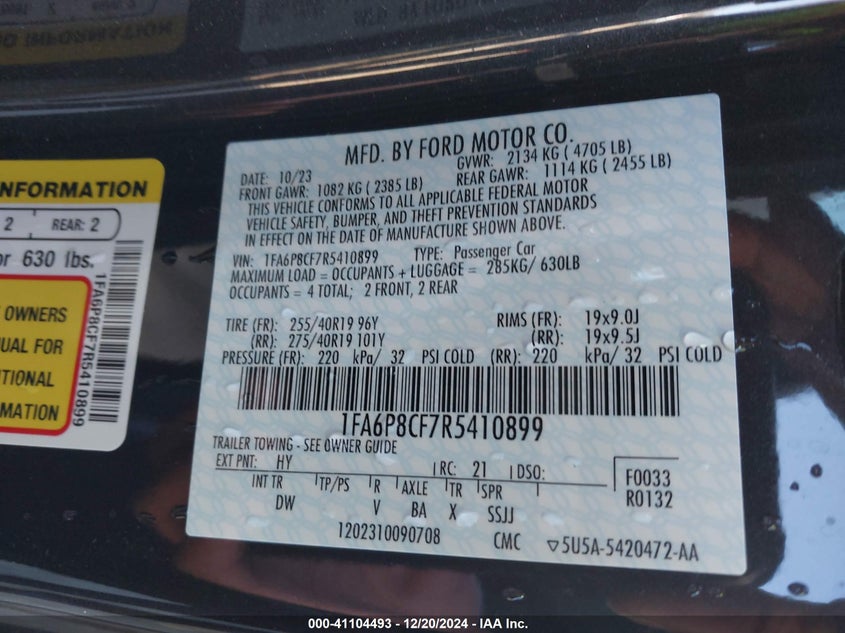 INFORMATION
2 REAR: 2
or 630 lbs.
OWNERS
UAL FOR
TIONAL
MATION
1FA6P8CF7R5410899
MFD. BY FORD MOTOR CO.
DATE: 10/23 GVWR: 2134 KG ( 4705 LB)
FRONT GAWR: 1082 KG ( 2385 LB) REAR GAWR: 1114 KG ( 2455 LB)
THIS VEHICLE CONFORMS TO ALL APPLICABLE FEDERAL MOTOR
VEHICLE SAFETY, BUMPER, AND THEFT PREVENTION STANDARDS
IN EFFECT ON THE DATE OF MANUFACTURE SHOWN ABOVE.
VIN: 1FA6P8CF7R5410899 TYPE: Passenger Car
MAXIMUM LOAD = OCCUPANTS + LUGGAGE = 285KG/ 630LB
OCCUPANTS = 4 TOTAL; 2 FRONT, 2 REAR
TIRE (FR): 255/40R19 96Y RIMS (FR): 19x9.0J
(RR): 275/40R19 101Y (RR): 19x9.5J
PRESSURE (FR): 220 kPa/ 32 PSI COLD (RR): 220 kPa/ 32 PSI COLD
1FA6P8CF7R5410899
TRAILER TOWING - SEE OWNER GUIDE
EXT PNT: HY RC: 21 DSO: F0033
INT TR TP/PS R AXLE TR SPR R0132
DW V BA X SSJJ
1202310090708 CMC ▽5U5A-5420472-AA
000-41104493 - 12/20/2024 - IAA Inc.